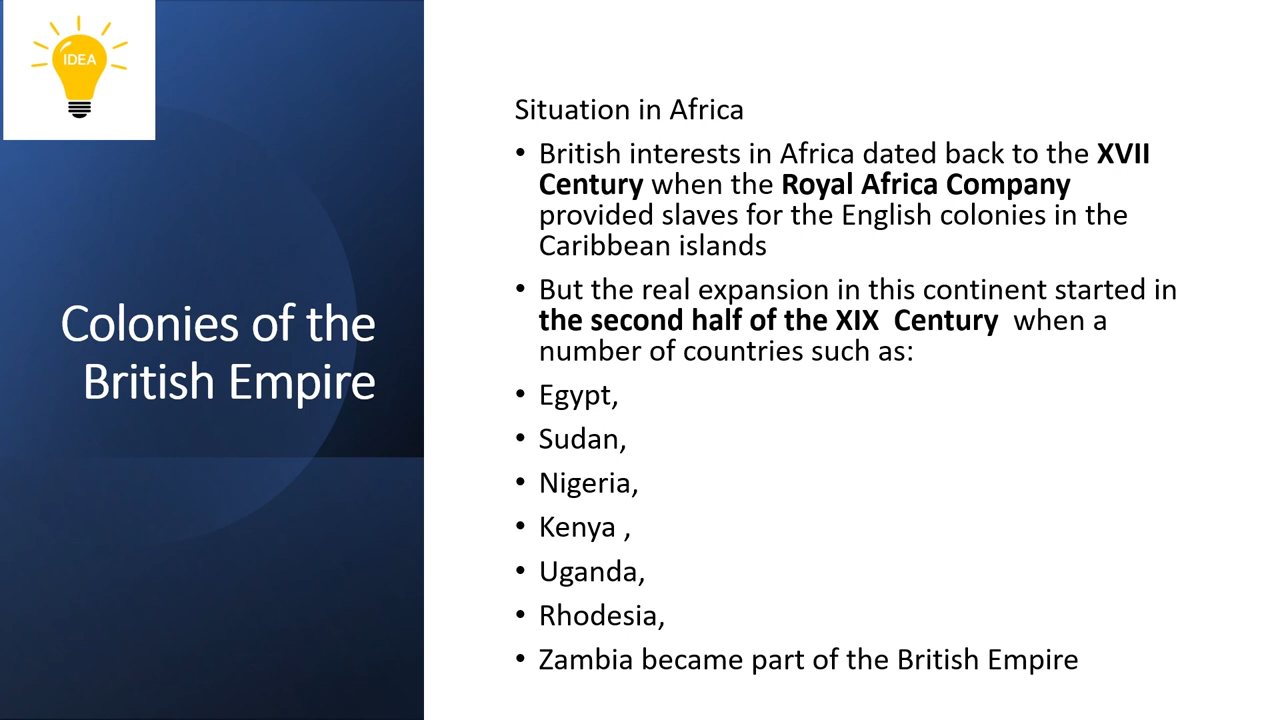 IDEA
Colonies of the
British Empire
Situation in Africa
• British interests in Africa dated back to the XVII
Century when the Royal Africa Company
provided slaves for the English colonies in the
Caribbean islands
• But the real expansion in this continent started in
the second half of the XIX  Century  when a
number of countries such as:
• Egypt,
• Sudan,
• Nigeria,
• Kenya ,
• Uganda,
• Rhodesia,
• Zambia became part of the British Empire